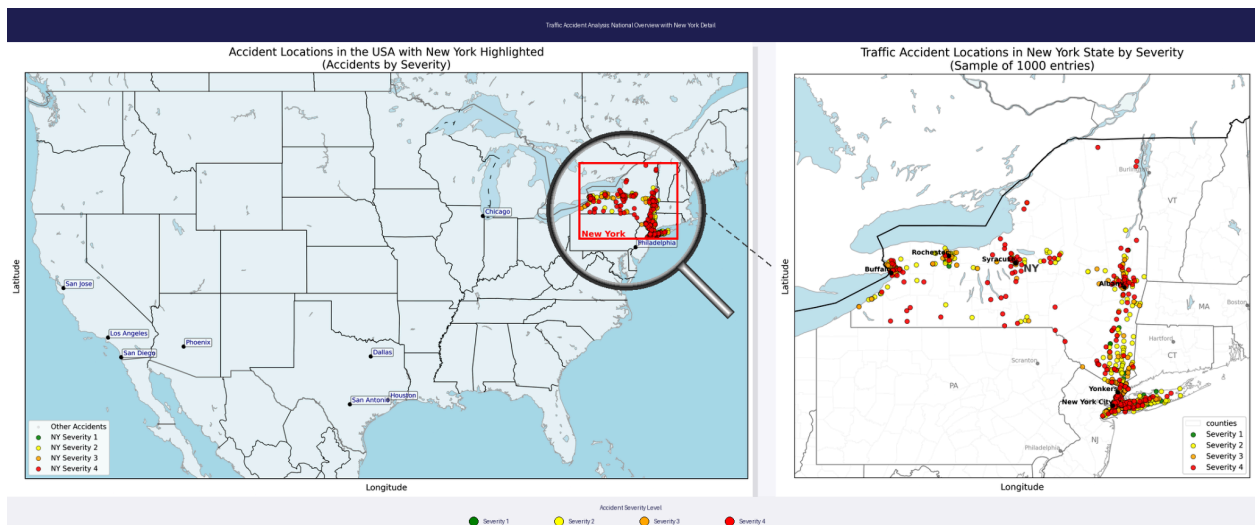 Traffic Accident Analysis: National Overview with New York Detail
Accident Locations in the USA with New York Highlighted
(Accidents by Severity)
Latitude
Chicago
New York
Philadelphia
San Jose
Los Angeles
San Diego
Phoenix
Dallas
San Antonio
Houston
Other Accidents
NY Severity 1
NY Severity 2
NY Severity 3
NY Severity 4
Longitude
Traffic Accident Locations in New York State by Severity
(Sample of 1000 entries)
Latitude
Burlington
VT
Rochester
Buffalo
Syracuse
NY
Albany
MA
Boston
Hartford
CT
Scranton
PA
Yonkers
New York City
NJ
Philadelphia
counties
Severity 1
Severity 2
Severity 3
Severity 4
Longitude
Accident Severity Level
Severity 1
Severity 2
Severity 3
Severity 4